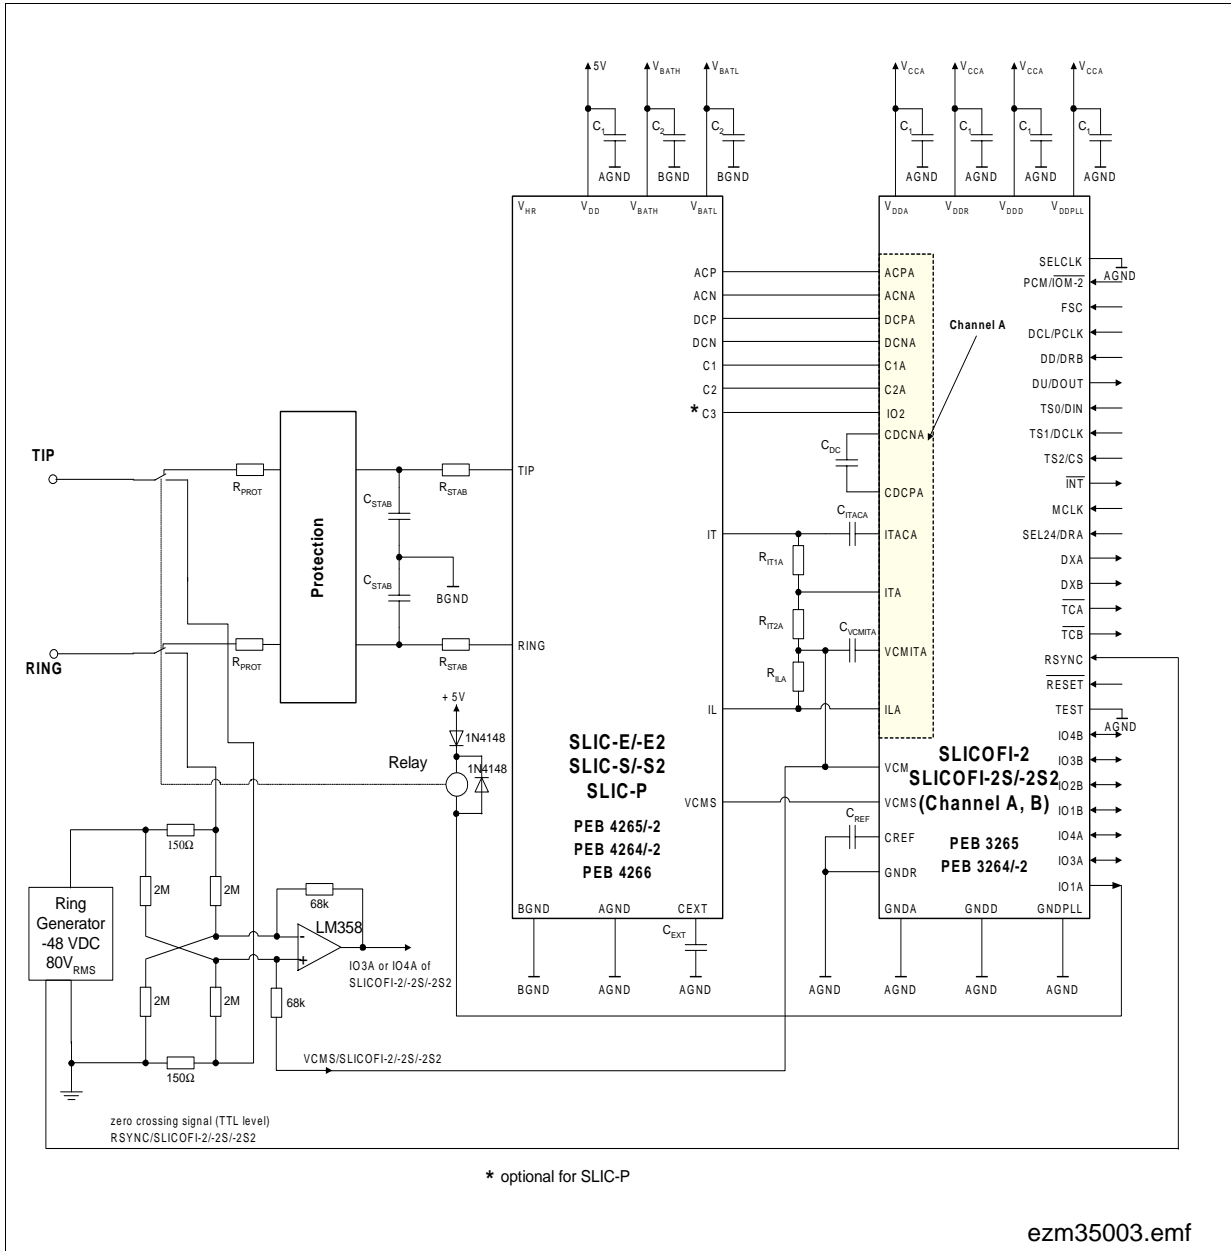 5V
VBATH
VBATL
VCCA
VCCA
VCCA
VCCA
C1
C2
C2
C1
C1
C1
C1
AGND
BGND
BGND
AGND
AGND
AGND
AGND
VHR
VDD
VBATH
VBATL
VDDA
VDDR
VDDD
VDDPLL
ACP
ACN
DCP
DCN
C1
C2
* C3
IT
IL
VCMS
TIP
RING
ACPA
ACNA
DCPA
DCNA
C1A
C2A
IO2
CDCNA
CDCPA
ITACA
ITA
VCMITA
ILA
VCM
VCMS
CREF
GNDR
Channel A
SELCLK
AGND
PCM/IOM-2
FSC
DCL/PCLK
DD/DRB
DU/DOUT
TS0/DIN
TS1/DCLK
TS2/CS
INT
MCLK
SEL24/DRA
DXA
DXB
TCA
TCB
RSYNC
RESET
TEST
AGND
IO4B
IO3B
IO2B
IO1B
IO4A
IO3A
IO1A
CDC
CITACA
RIT1A
RIT2A
CVCMITA
RILA
CREF
TIP
RING
RPROT
RPROT
Protection
CSTAB
CSTAB
RSTAB
RSTAB
BGND
+ 5V
1N4148
1N4148
Relay
SLIC-E/-E2
SLIC-S/-S2
SLIC-P
PEB 4265/-2
PEB 4264/-2
PEB 4266
SLICOFI-2
SLICOFI-2S/-2S2
(Channel A, B)
PEB 3265
PEB 3264/-2
BGND
AGND
CEXT
GNDA
GNDD
GNDPLL
CEXT
BGND
AGND
AGND
AGND
AGND
AGND
AGND
150Ω
2M
2M
68k
LM358
Ring
Generator
-48 VDC
80VRMS
2M
2M
68k
150Ω
IO3A or IO4A of
SLICOFI-2/-2S/-2S2
VCMS/SLICOFI-2/-2S/-2S2
zero crossing signal (TTL level)
RSYNC/SLICOFI-2/-2S/-2S2
* optional for SLIC-P
ezm35003.emf